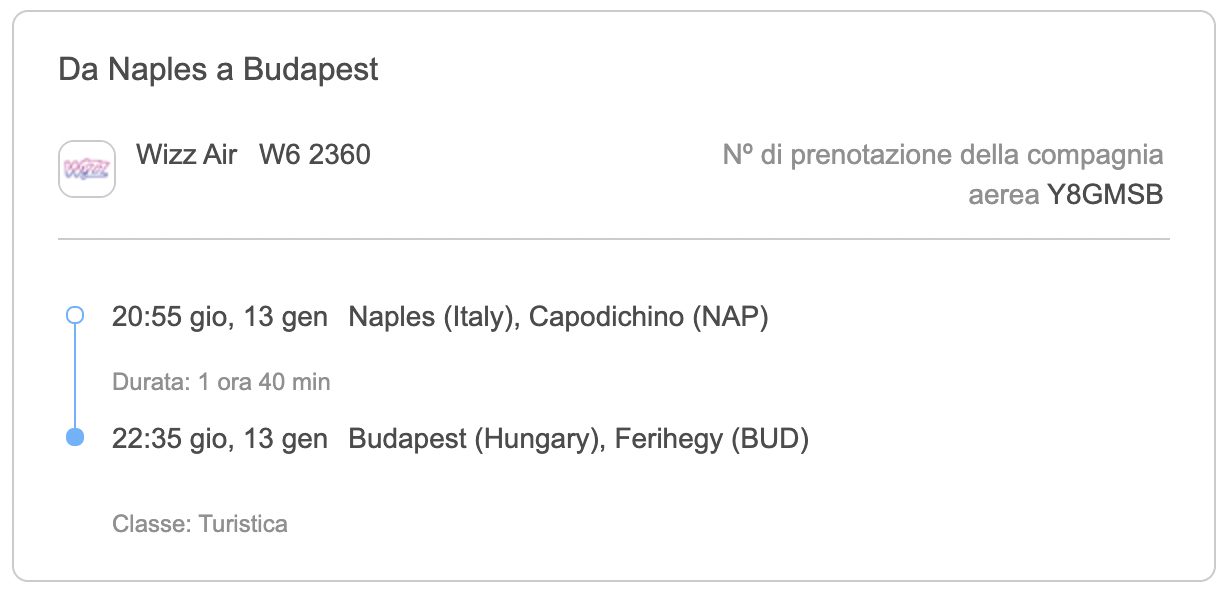 Da Naples a Budapest
WIZZ
Wizz Air W6 2360
Nº di prenotazione della compagnia
aerea Y8GMSB
20:55 gio, 13 gen Naples (Italy), Capodichino (NAP)
Durata: 1 ora 40 min
22:35 gio, 13 gen Budapest (Hungary), Ferihegy (BUD)
Classe: Turistica